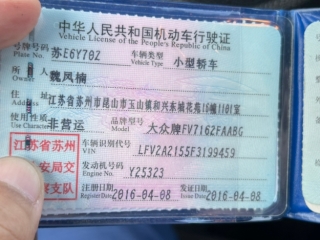 中华人民共和国机动车行驶证
Vehicle License of the People's Republic of China
号牌号码 苏E6Y70Z 车辆类型 小型轿车
Plate No. Vehicle Type
所有人 魏凤楠
住址 江苏省苏州市昆山市玉山镇和兴东城花苑10幢1101室
使用性质 非营运 品牌型号 大众牌FV7162FAABG
Use Character Model
江苏省苏州 车辆识别代号 LFV2A2155F3199459
VIN
安局交 发动机号码 Y25323
Engine No.
察支队 注册日期 2016-04-08 发证日期 2016-04-08
Register Date Issue Date